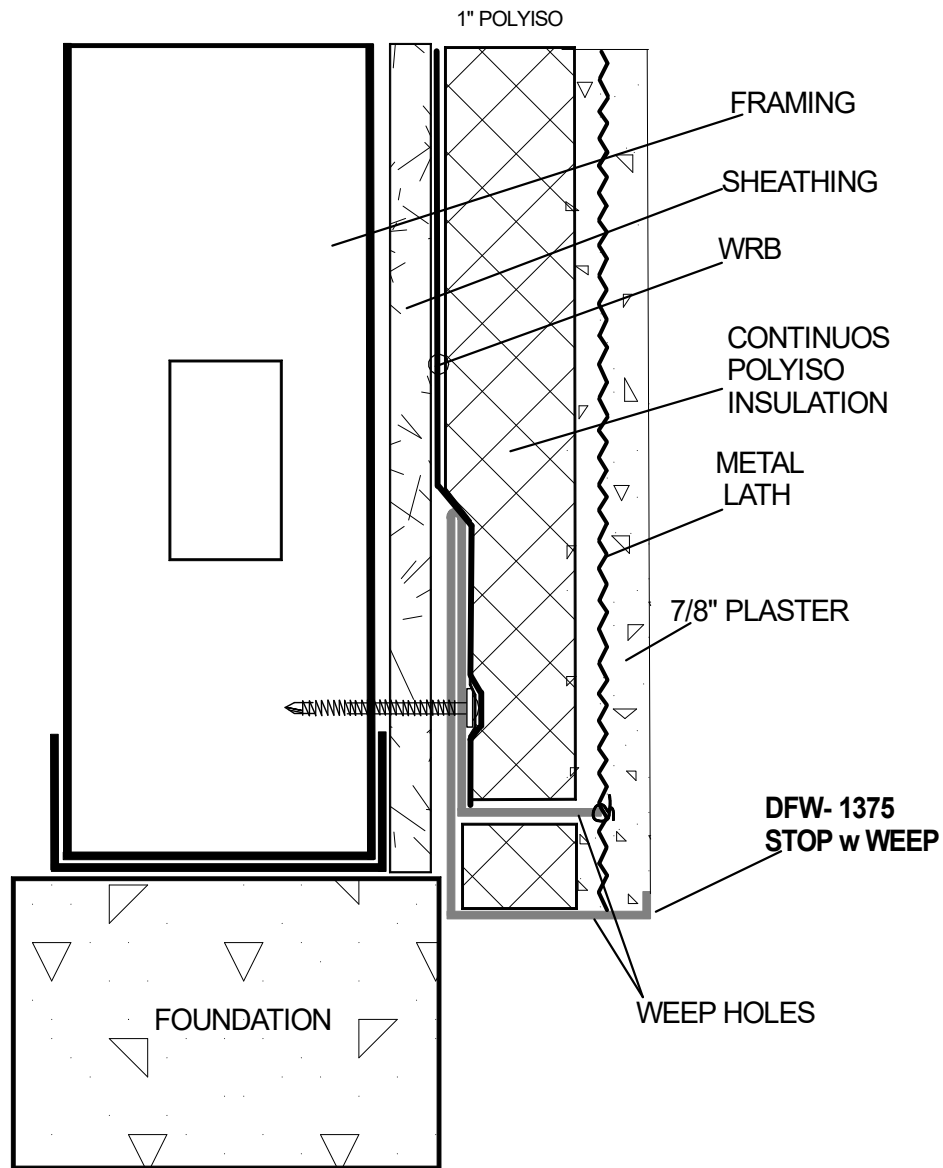 1" POLYISO
FRAMING
SHEATHING
WRB
CONTINUOS
POLYISO
INSULATION
METAL
LATH
7/8" PLASTER
DFW- 1375
STOP w WEEP
WEEP HOLES
FOUNDATION